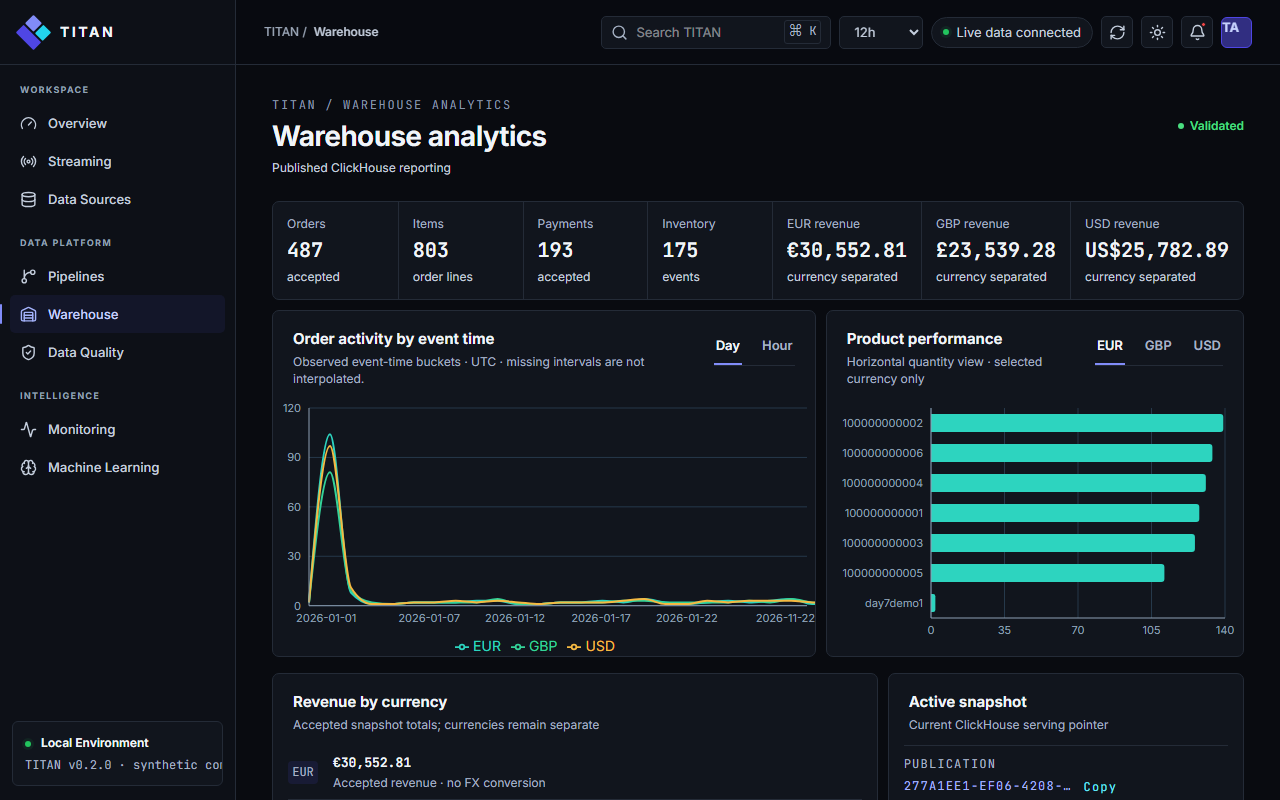 TITAN
TITAN / Warehouse
Search TITAN
⌘ K
12h
Live data connected
TA
WORKSPACE
Overview
Streaming
Data Sources
DATA PLATFORM
Pipelines
Warehouse
Data Quality
INTELLIGENCE
Monitoring
Machine Learning
Local Environment
TITAN v0.2.0 · synthetic con
TITAN / WAREHOUSE ANALYTICS
Warehouse analytics
Published ClickHouse reporting
Validated
Orders
487
accepted
Items
803
order lines
Payments
193
accepted
Inventory
175
events
EUR revenue
€30,552.81
currency separated
GBP revenue
£23,539.28
currency separated
USD revenue
US$25,782.89
currency separated
Order activity by event time
Observed event-time buckets · UTC · missing intervals are not
interpolated.
Day Hour
120
90
60
30
0
2026-01-01 2026-01-07 2026-01-12 2026-01-17 2026-01-22 2026-11-22
EUR GBP USD
Product performance
Horizontal quantity view · selected
currency only
EUR GBP USD
100000000002
100000000006
100000000004
100000000001
100000000003
100000000005
day7demo1
0 35 70 105 140
Revenue by currency
Accepted snapshot totals; currencies remain separate
EUR
€30,552.81
Accepted revenue · no FX conversion
Active snapshot
Current ClickHouse serving pointer
PUBLICATION
277A1EE1-EF06-4208-… Copy